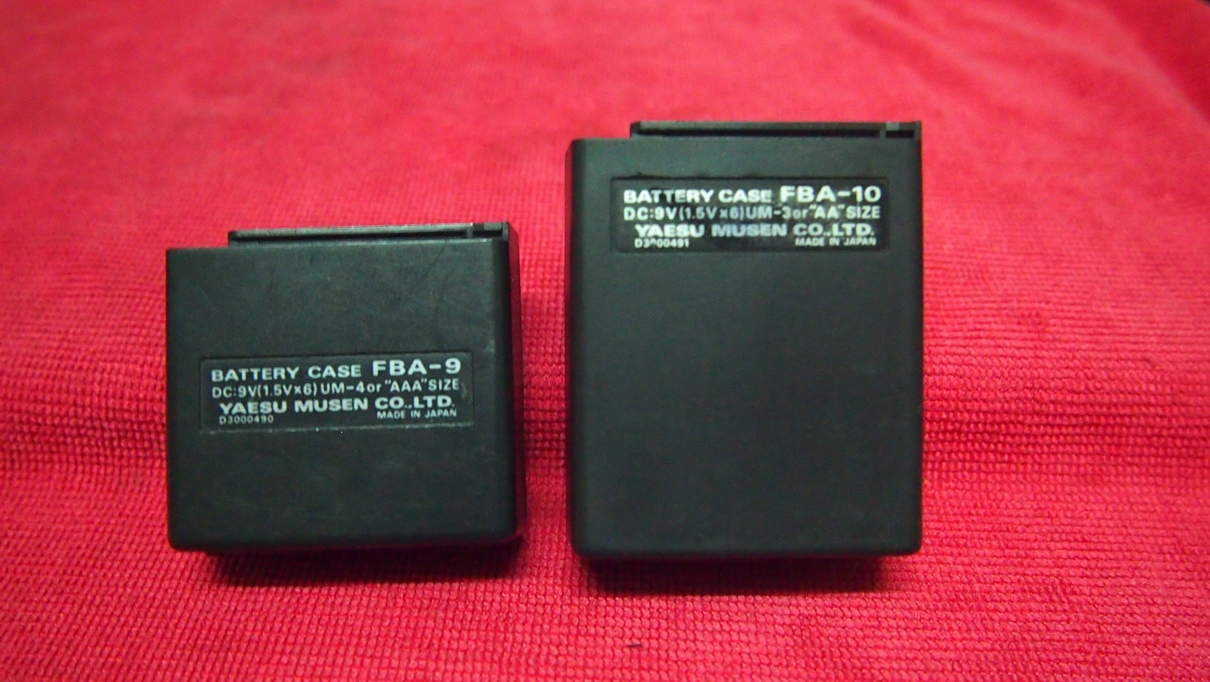 BATTERY CASE FBA-9
DC:9V(1.5V×6)UM-4or"AAA"SIZE
YAESU MUSEN CO.,LTD.
D3000490 MADE IN JAPAN
BATTERY CASE FBA-10
DC:9V(1.5V×6)UM-3or"AA"SIZE
YAESU MUSEN CO.,LTD.
D3000491 MADE IN JAPAN